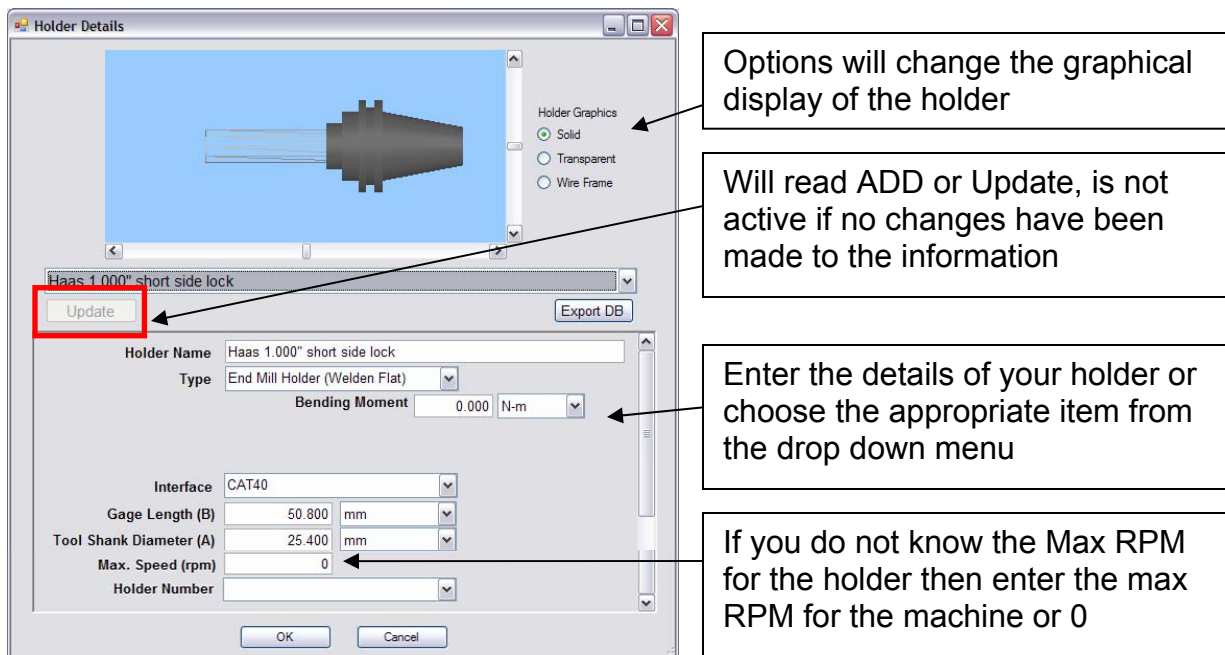 Holder Details
Holder Graphics
Solid
Transparent
Wire Frame
Haas 1.000" short side lock
Update
Export DB
Holder Name Haas 1.000" short side lock
Type End Mill Holder (Welden Flat)
Bending Moment 0.000 N-m
Interface CAT40
Gage Length (B) 50.800 mm
Tool Shank Diameter (A) 25.400 mm
Max. Speed (rpm) 0
Holder Number
OK Cancel
Options will change the graphical
display of the holder
Will read ADD or Update, is not
active if no changes have been
made to the information
Enter the details of your holder or
choose the appropriate item from
the drop down menu
If you do not know the Max RPM
for the holder then enter the max
RPM for the machine or 0